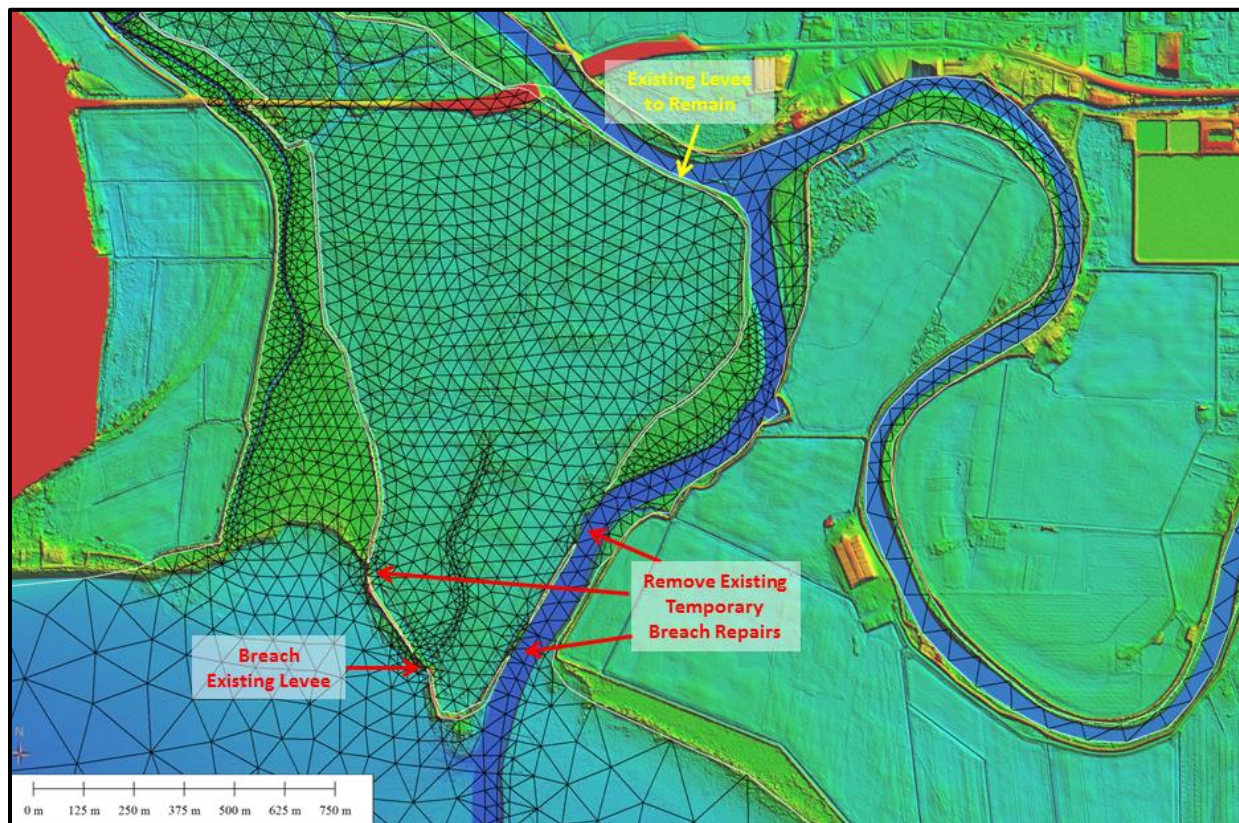 Existing Levee
to Remain
Remove Existing
Temporary
Breach Repairs
Breach
Existing Levee
N
0 m 125 m 250 m 375 m 500 m 625 m 750 m